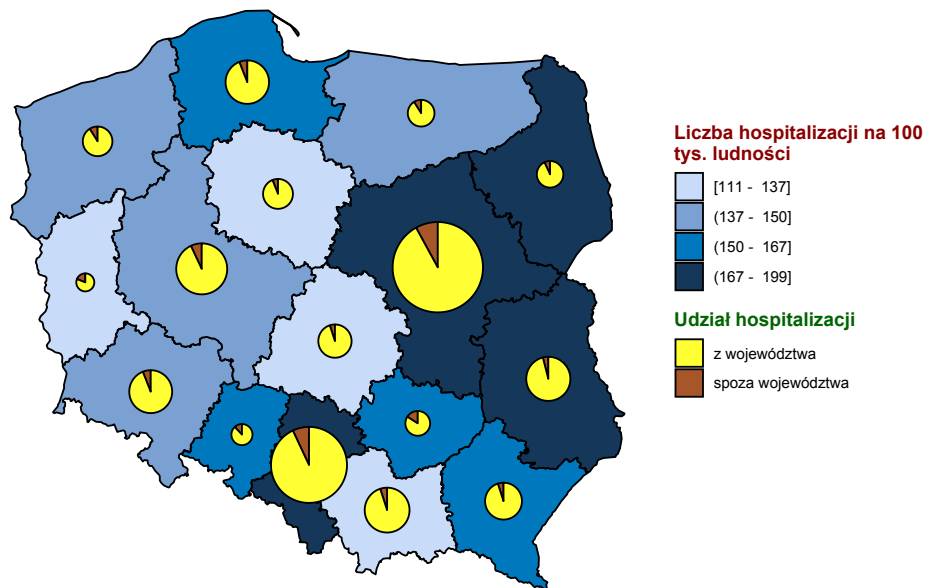 Liczba hospitalizacji na 100
tys. ludności
[111 - 137]
(137 - 150]
(150 - 167]
(167 - 199]
Udział hospitalizacji
z województwa
spoza województwa